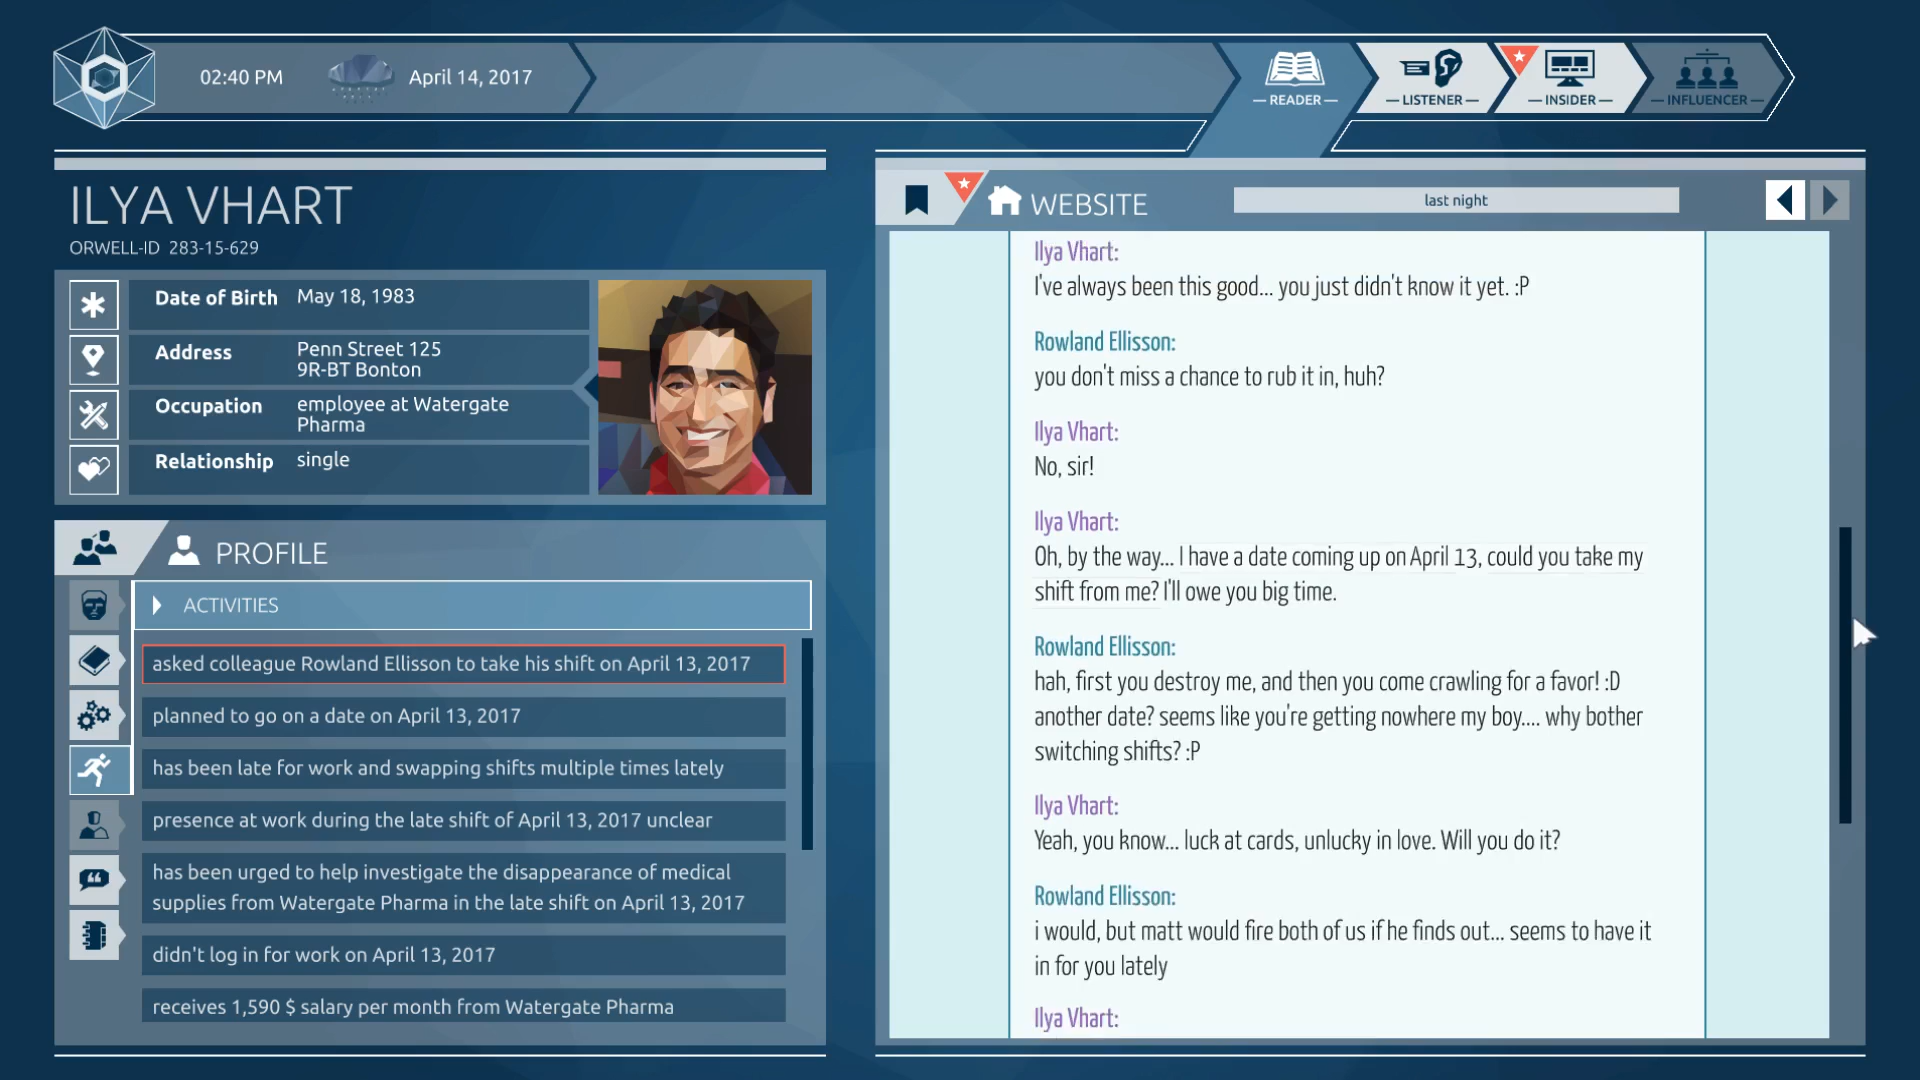 02:40 PM
April 14, 2017
READER
LISTENER
INSIDER
INFLUENCER
ILYA VHART
ORWELL-ID 283-15-629
Date of Birth May 18, 1983
Address Penn Street 125
9R-BT Bonton
Occupation employee at Watergate
Pharma
Relationship single
PROFILE
ACTIVITIES
asked colleague Rowland Ellisson to take his shift on April 13, 2017
planned to go on a date on April 13, 2017
has been late for work and swapping shifts multiple times lately
presence at work during the late shift of April 13, 2017 unclear
has been urged to help investigate the disappearance of medical
supplies from Watergate Pharma in the late shift on April 13, 2017
didn't log in for work on April 13, 2017
receives 1,590 $ salary per month from Watergate Pharma
WEBSITE
last night
Ilya Vhart:
I've always been this good... you just didn't know it yet. :P
Rowland Ellisson:
you don't miss a chance to rub it in, huh?
Ilya Vhart:
No, sir!
Ilya Vhart:
Oh, by the way... I have a date coming up on April 13, could you take my
shift from me? I'll owe you big time.
Rowland Ellisson:
hah, first you destroy me, and then you come crawling for a favor! :D
another date? seems like you're getting nowhere my boy.... why bother
switching shifts? :P
Ilya Vhart:
Yeah, you know... luck at cards, unlucky in love. Will you do it?
Rowland Ellisson:
i would, but matt would fire both of us if he finds out... seems to have it
in for you lately
Ilya Vhart: